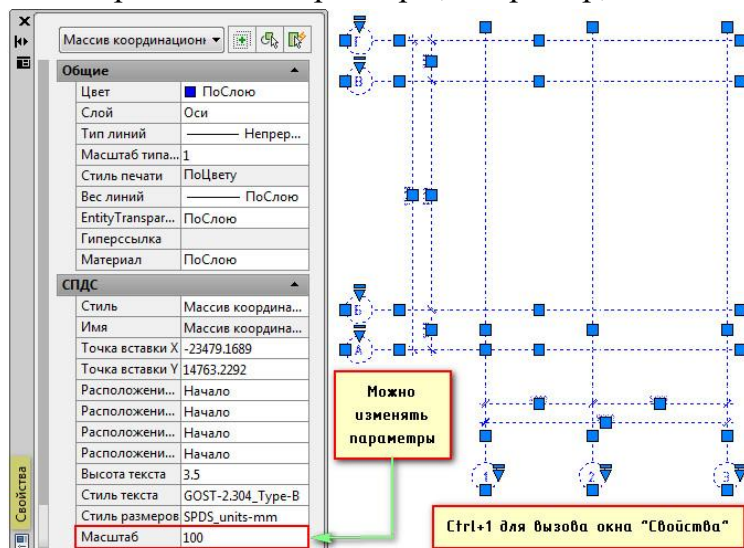 Массив координационн
Общие
Цвет ПоСлою
Слой Оси
Тип линий Непрер...
Масштаб типа... 1
Стиль печати ПоЦвету
Вес линий ПоСлою
EntityTranspar... ПоСлою
Гиперссылка
Материал ПоСлою
СПДС
Стиль Массив координа...
Имя Массив координа...
Точка вставки X -23479.1689
Точка вставки Y 14763.2292
Расположени... Начало
Расположени... Начало
Расположени... Начало
Расположени... Начало
Высота текста 3.5
Стиль текста GOST-2.304_Type-B
Стиль размеров SPDS_units-mm
Масштаб 100
Свойства
Г
В
Б
А
Можно
изменять
параметры
1 2 3
Ctrl+1 для вызова окна "Свойства"